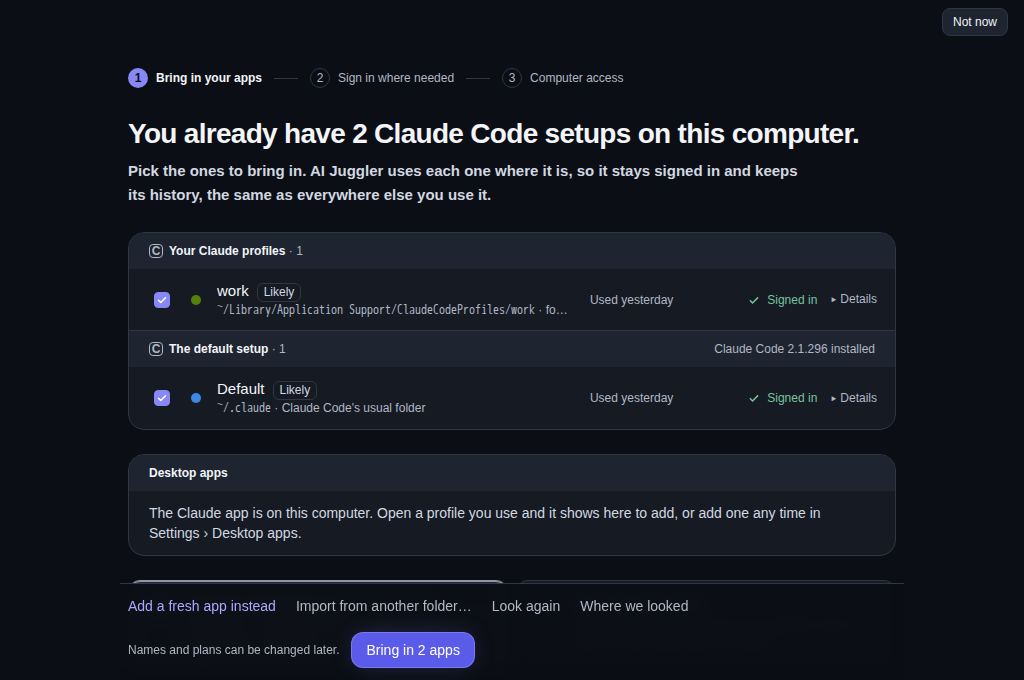 Not now
1 Bring in your apps
2 Sign in where needed
3 Computer access
You already have 2 Claude Code setups on this computer.
Pick the ones to bring in. AI Juggler uses each one where it is, so it stays signed in and keeps
its history, the same as everywhere else you use it.
C Your Claude profiles · 1
work Likely
~/Library/Application Support/ClaudeCodeProfiles/work · fo…
Used yesterday
Signed in
▸ Details
C The default setup · 1
Claude Code 2.1.296 installed
Default Likely
~/.claude · Claude Code's usual folder
Used yesterday
Signed in
▸ Details
Desktop apps
The Claude app is on this computer. Open a profile you use and it shows here to add, or add one any time in
Settings › Desktop apps.
Add a fresh app instead
Import from another folder…
Look again
Where we looked
Names and plans can be changed later.
Bring in 2 apps